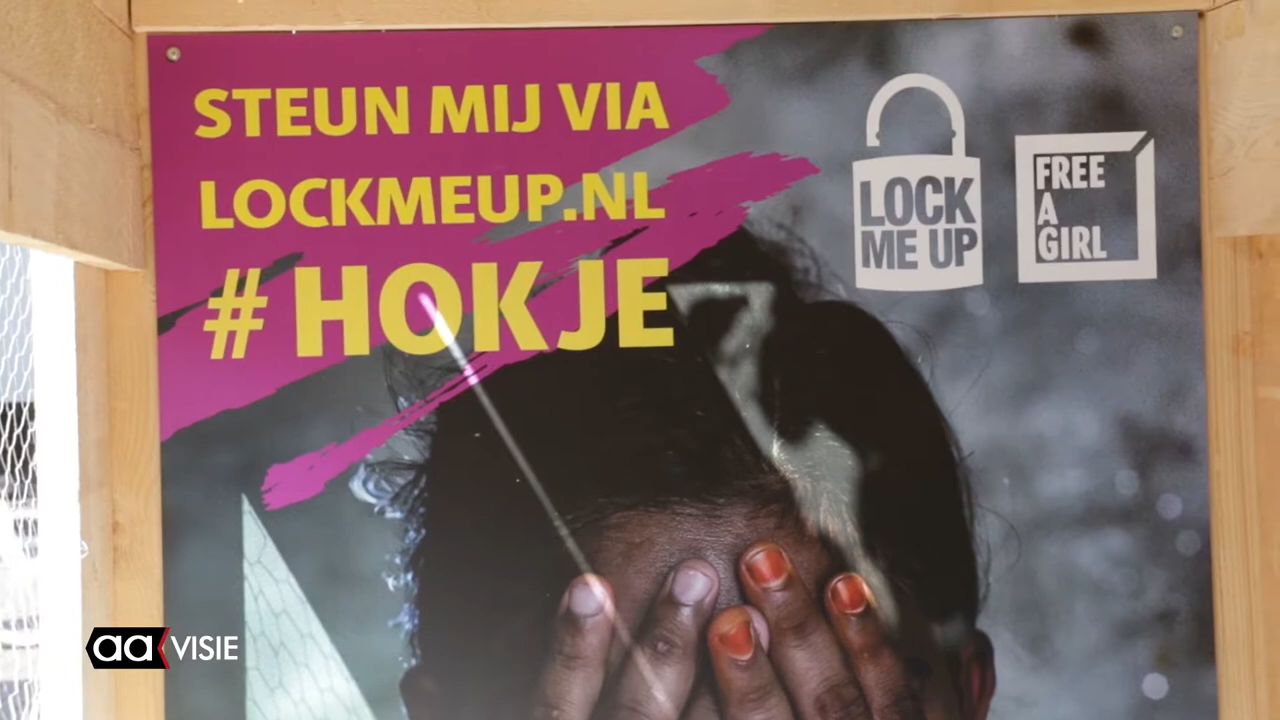 STEUN MIJ VIA
LOCKMEUP.NL
#HOKJE
LOCK
ME UP
FREE
A
GIRL
aa VISIE